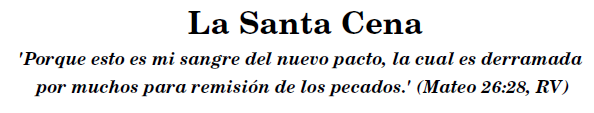 La Santa Cena
'Porque esto es mi sangre del nuevo pacto, la cual es derramada
por muchos para remisión de los pecados.' (Mateo 26:28, RV)